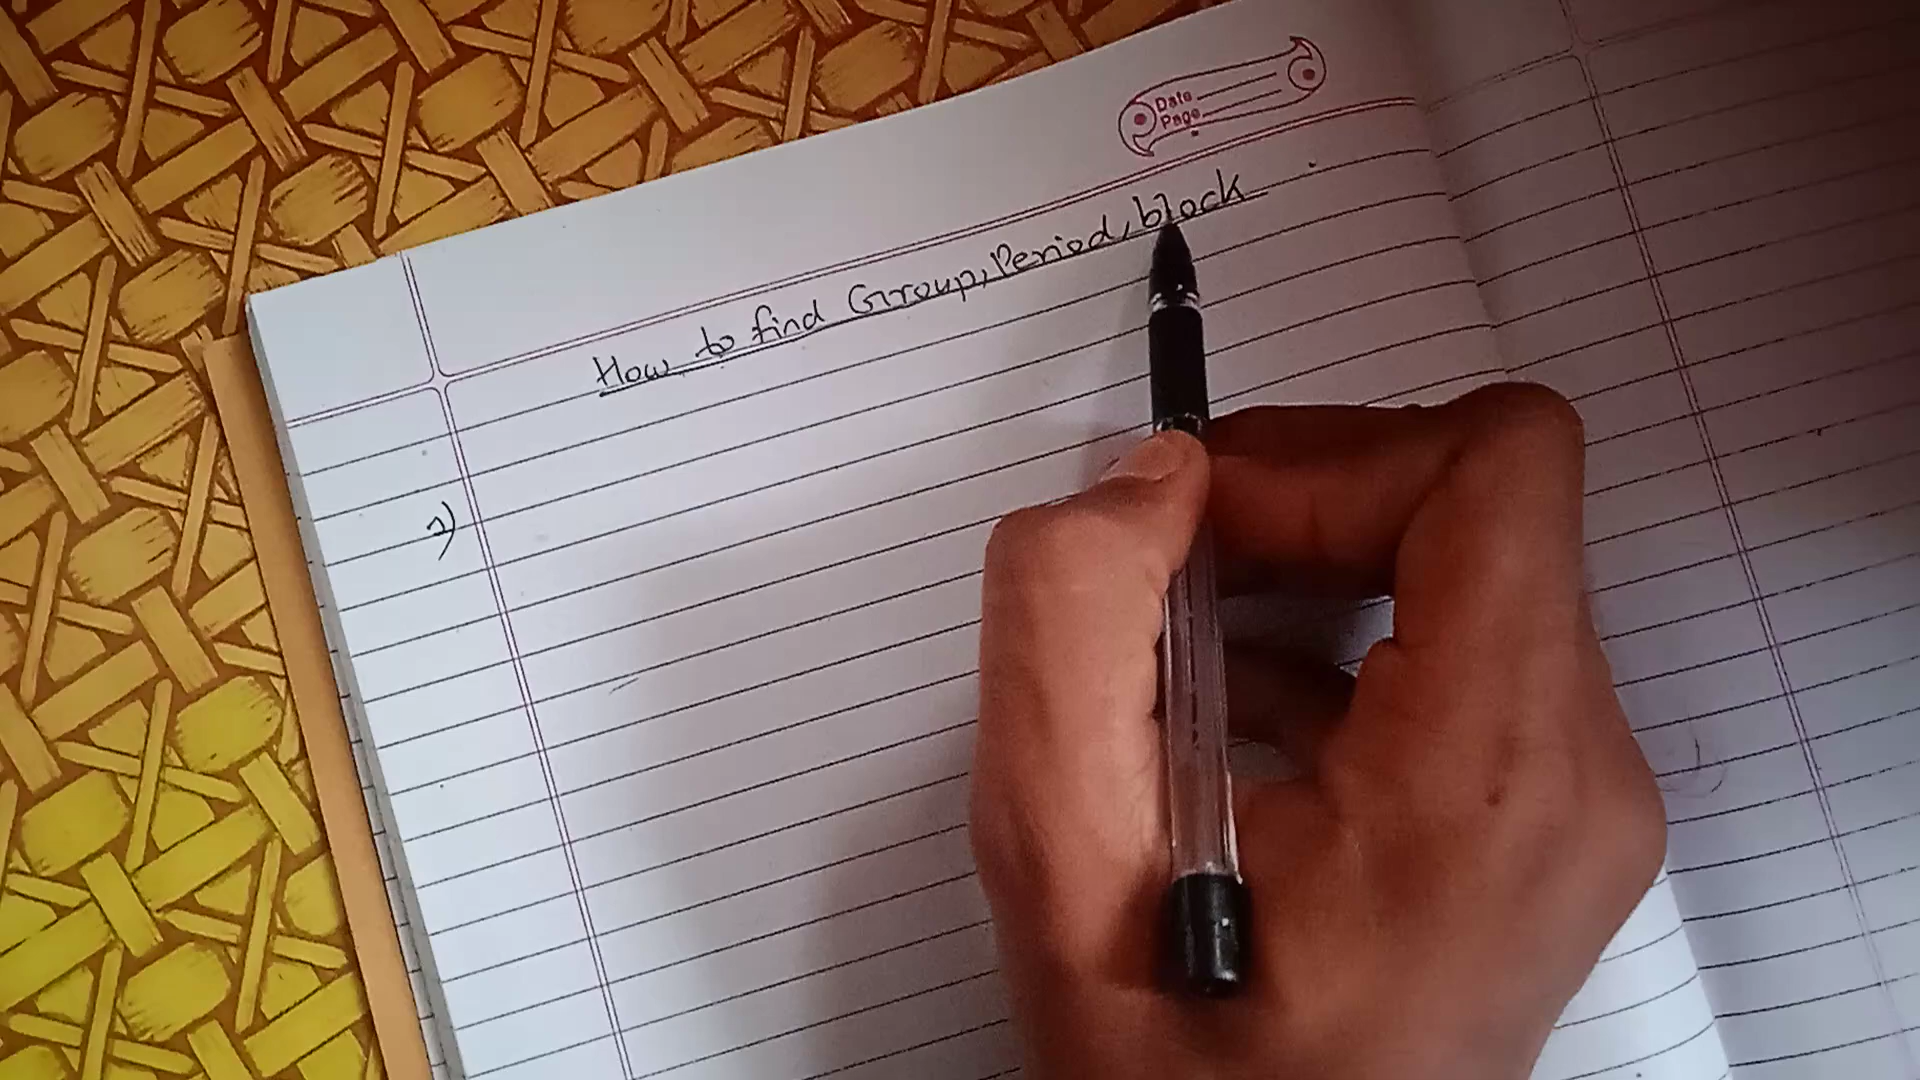 Date
Page
How to find Group, Period, block
1)